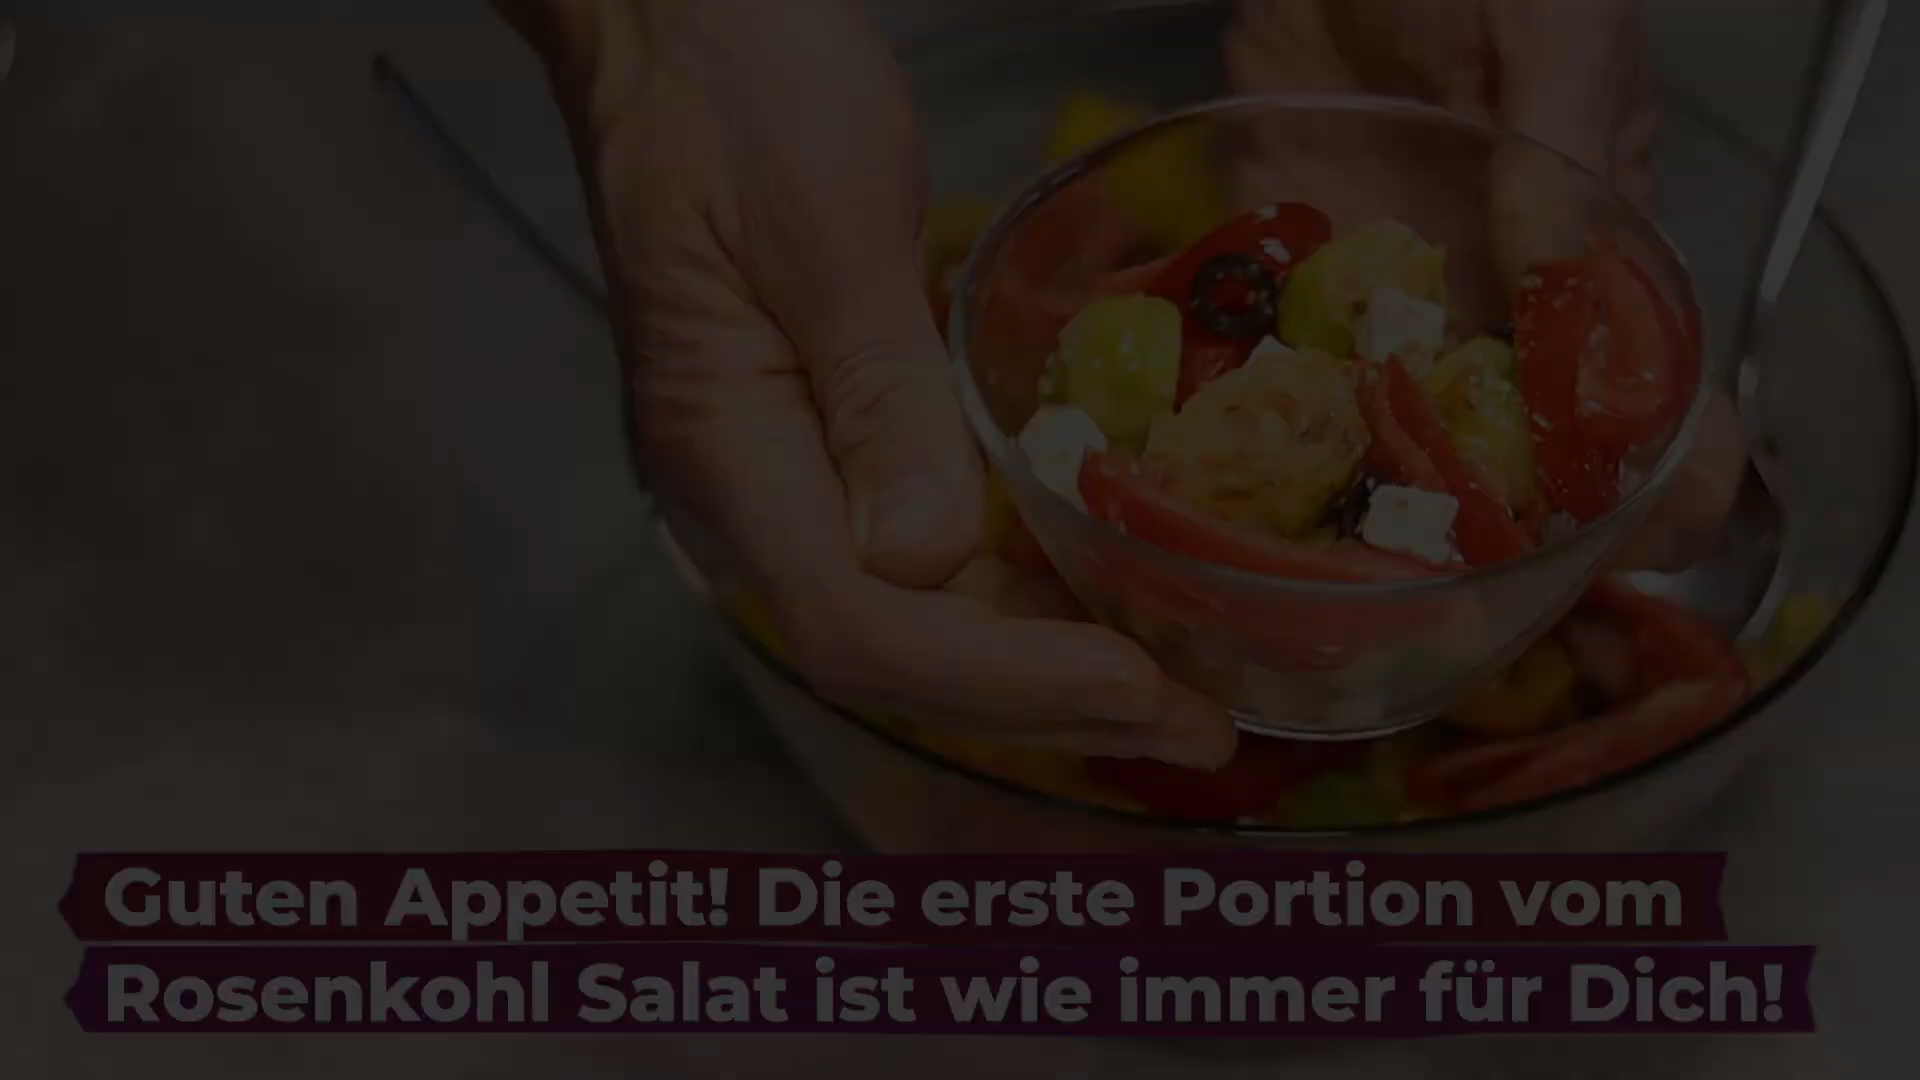 Guten Appetit! Die erste Portion vom
Rosenkohl Salat ist wie immer für Dich!